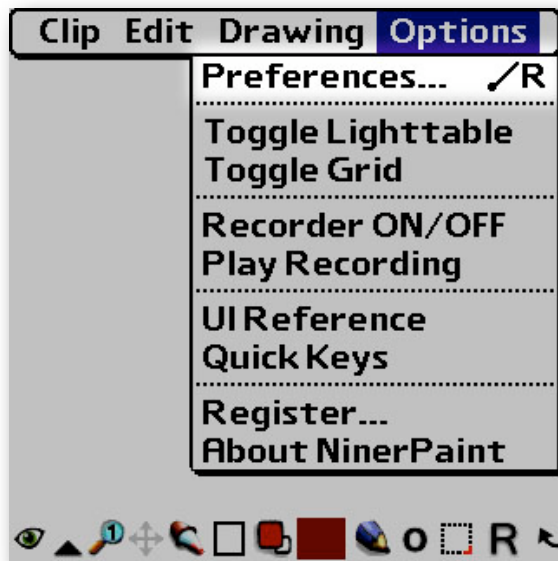 Clip Edit Drawing Options
Preferences... /R
Toggle Lighttable
Toggle Grid
Recorder ON/OFF
Play Recording
UI Reference
Quick Keys
Register...
About NinerPaint
1 o R